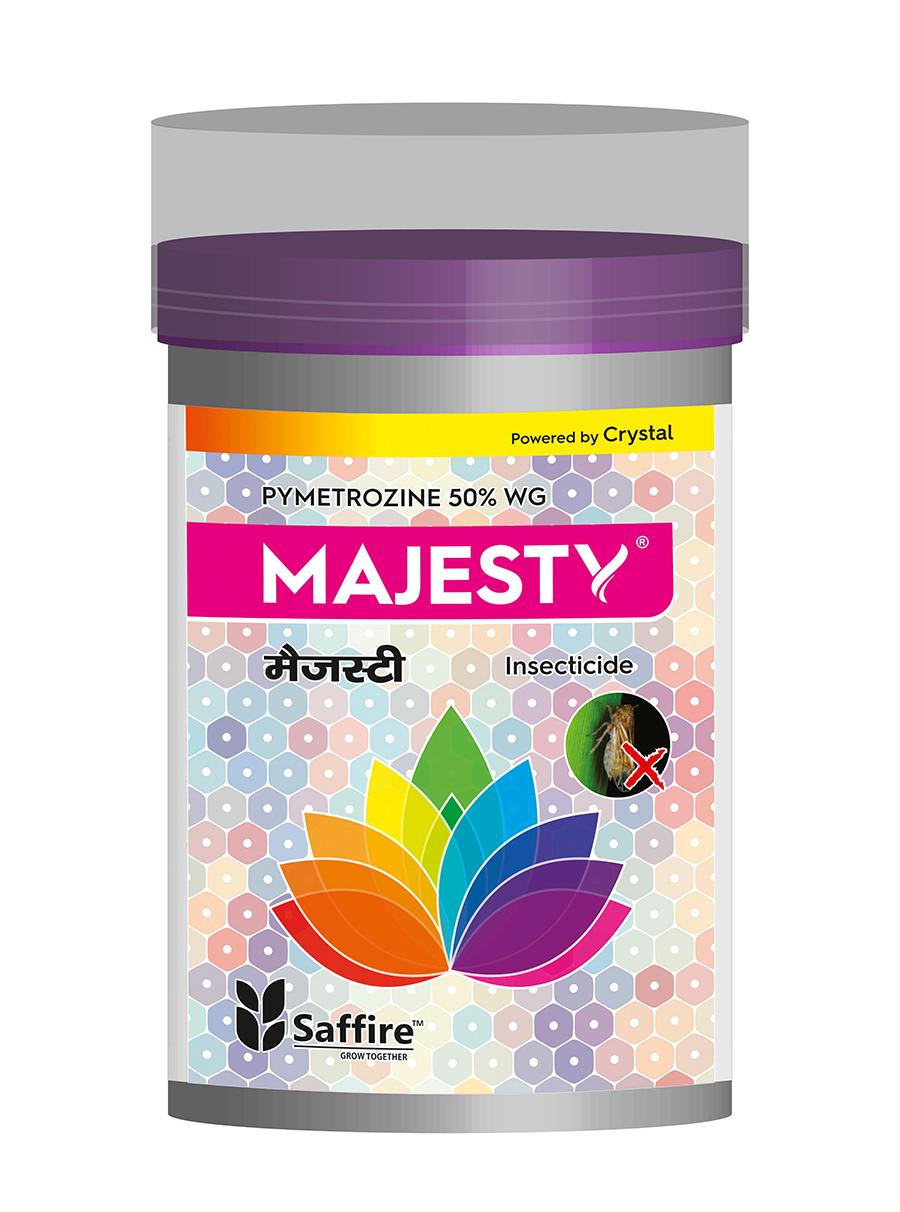 Powered by Crystal
PYMETROZINE 50% WG
MAJESTY®
मैजस्टी
Insecticide
Saffire™
GROW TOGETHER